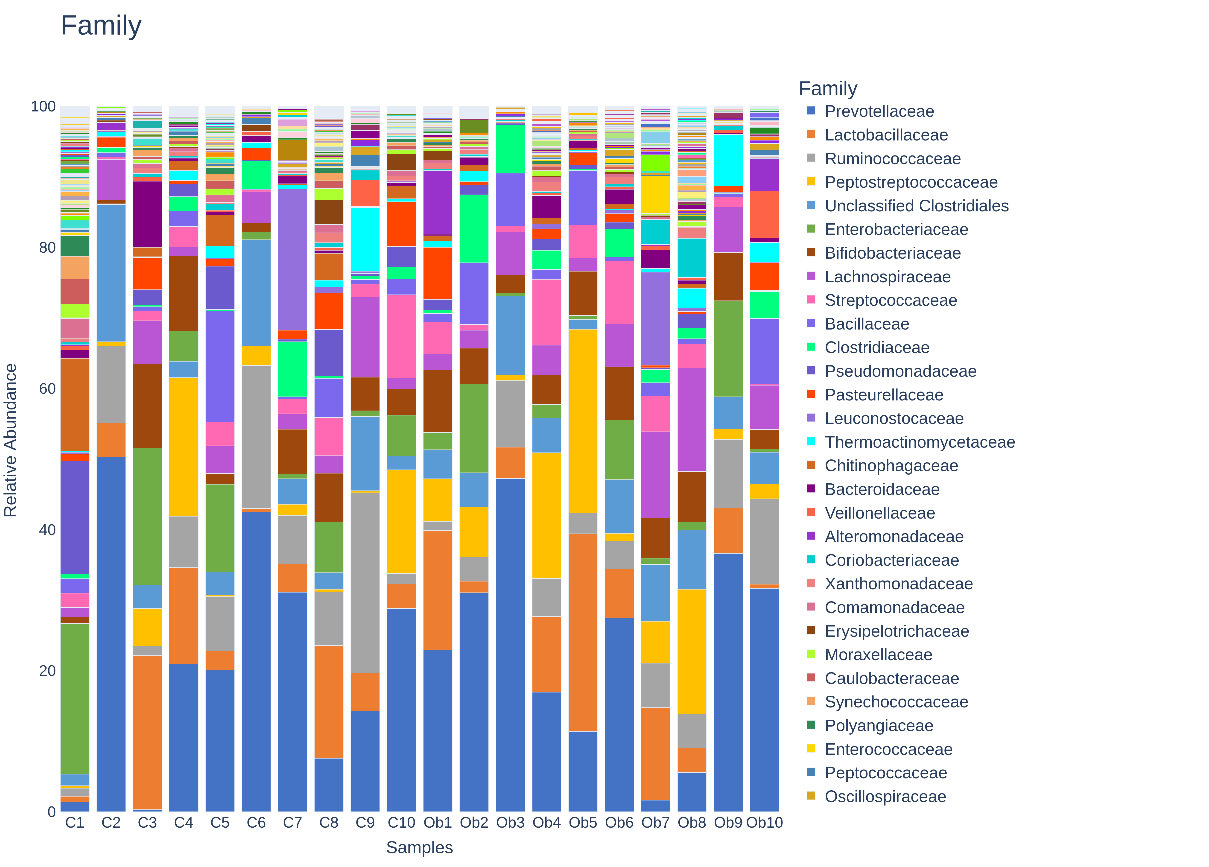 Family
Family
Prevotellaceae
Lactobacillaceae
Ruminococcaceae
Peptostreptococcaceae
Unclassified Clostridiales
Enterobacteriaceae
Bifidobacteriaceae
Lachnospiraceae
Streptococcaceae
Bacillaceae
Clostridiaceae
Pseudomonadaceae
Pasteurellaceae
Leuconostocaceae
Thermoactinomycetaceae
Chitinophagaceae
Bacteroidaceae
Veillonellaceae
Alteromonadaceae
Coriobacteriaceae
Xanthomonadaceae
Comamonadaceae
Erysipelotrichaceae
Moraxellaceae
Caulobacteraceae
Synechococcaceae
Polyangiaceae
Enterococcaceae
Peptococcaceae
Oscillospiraceae
100
80
60
40
20
0
Relative Abundance
C1 C2 C3 C4 C5 C6 C7 C8 C9 C10 Ob1 Ob2 Ob3 Ob4 Ob5 Ob6 Ob7 Ob8 Ob9 Ob10
Samples